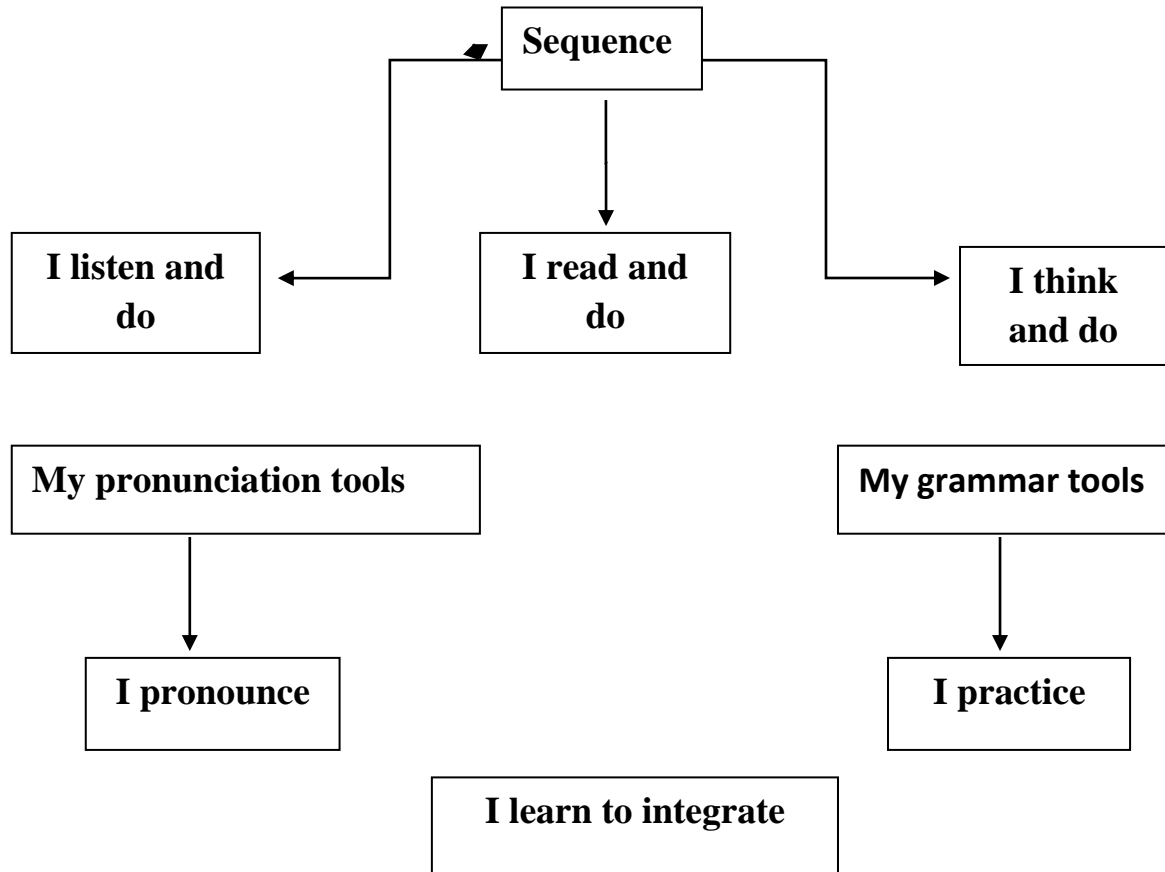 Sequence
I listen and
do
I read and
do
I think
and do
My pronunciation tools
My grammar tools
I pronounce
I practice
I learn to integrate